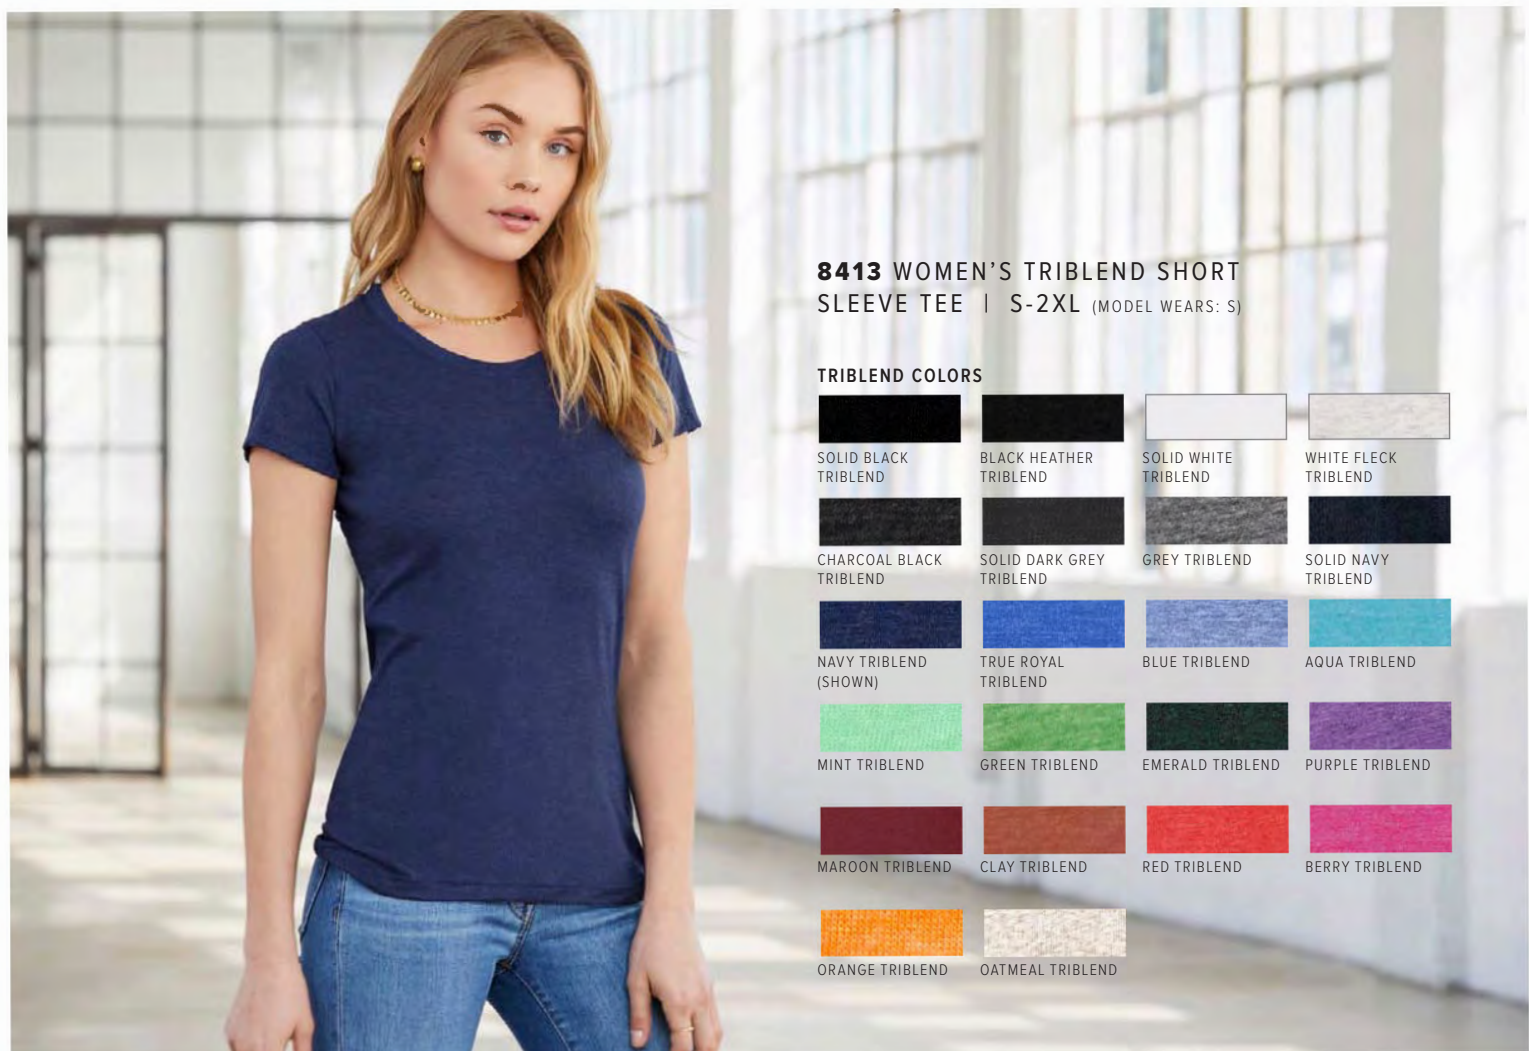 8413 WOMEN'S TRIBLEND SHORT
SLEEVE TEE | S-2XL (MODEL WEARS: S)
TRIBLEND COLORS
SOLID BLACK
TRIBLEND
BLACK HEATHER
TRIBLEND
SOLID WHITE
TRIBLEND
WHITE FLECK
TRIBLEND
CHARCOAL BLACK
TRIBLEND
SOLID DARK GREY
TRIBLEND
GREY TRIBLEND
SOLID NAVY
TRIBLEND
NAVY TRIBLEND
(SHOWN)
TRUE ROYAL
TRIBLEND
BLUE TRIBLEND
AQUA TRIBLEND
MINT TRIBLEND
GREEN TRIBLEND
EMERALD TRIBLEND
PURPLE TRIBLEND
MAROON TRIBLEND
CLAY TRIBLEND
RED TRIBLEND
BERRY TRIBLEND
ORANGE TRIBLEND
OATMEAL TRIBLEND